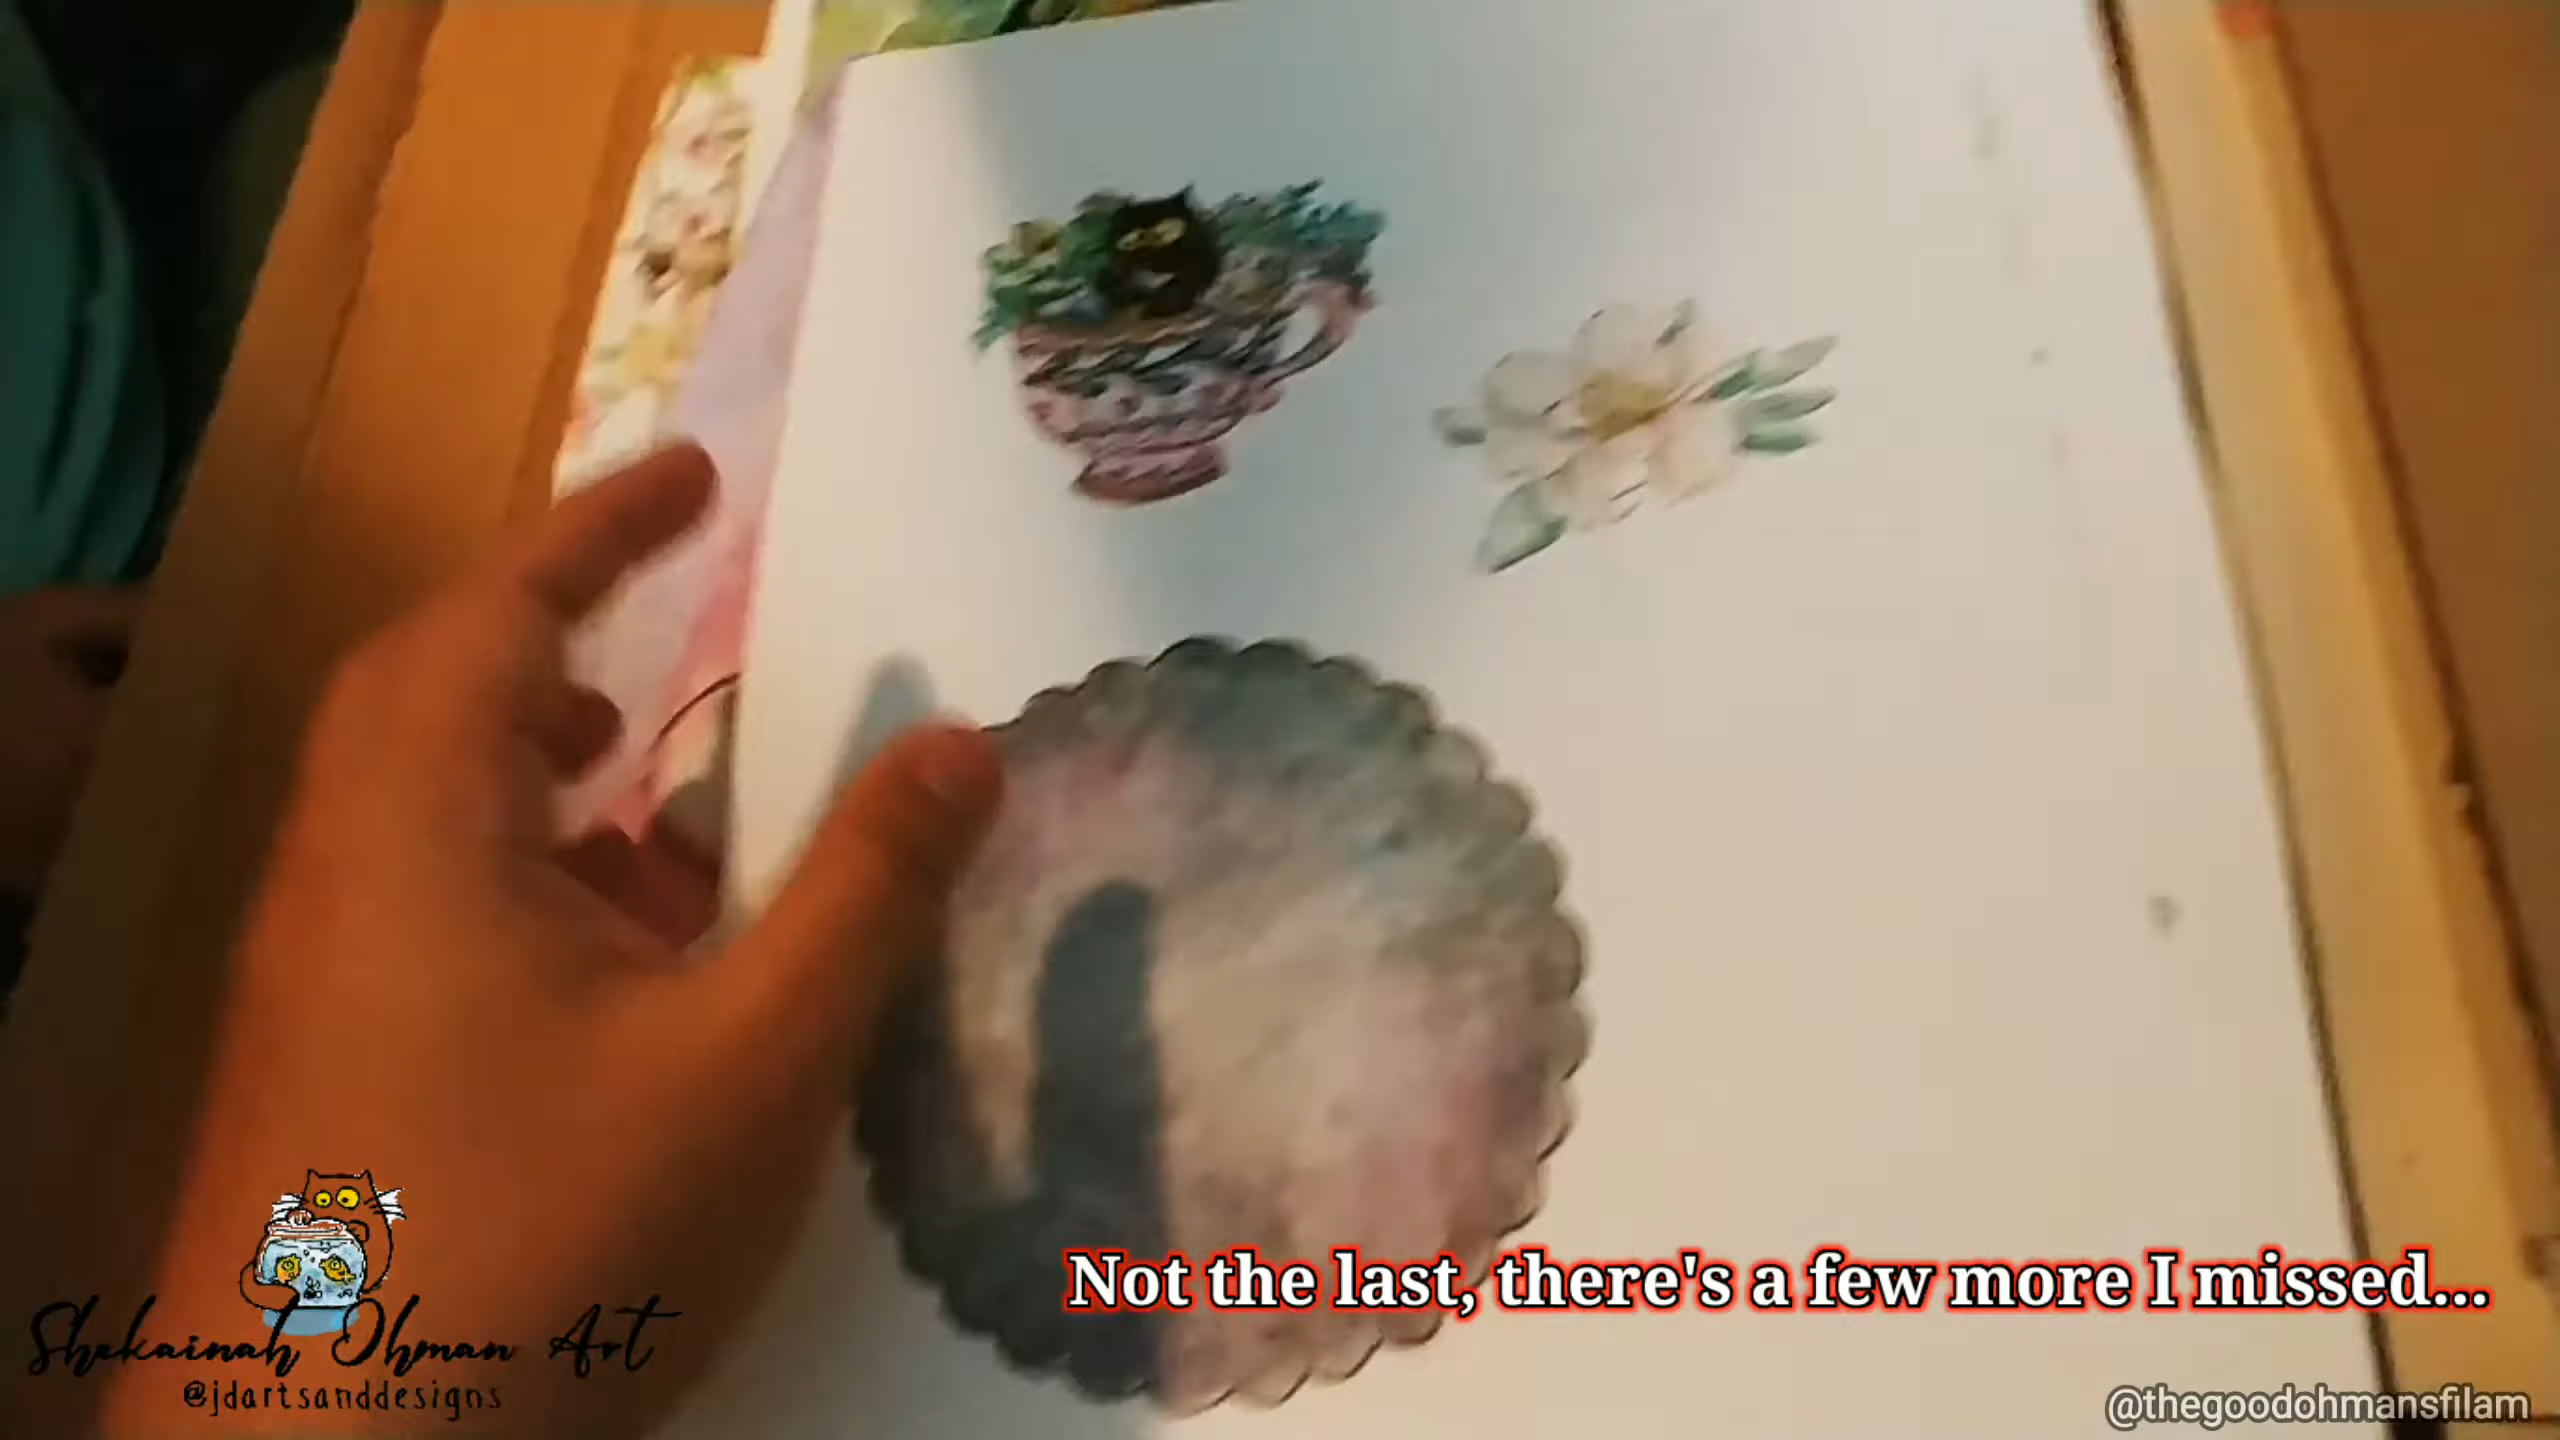 Not the last, there's a few more I missed...
Shekainah Ohman Art
@jdartsanddesigns
@thegoodohmansfilam